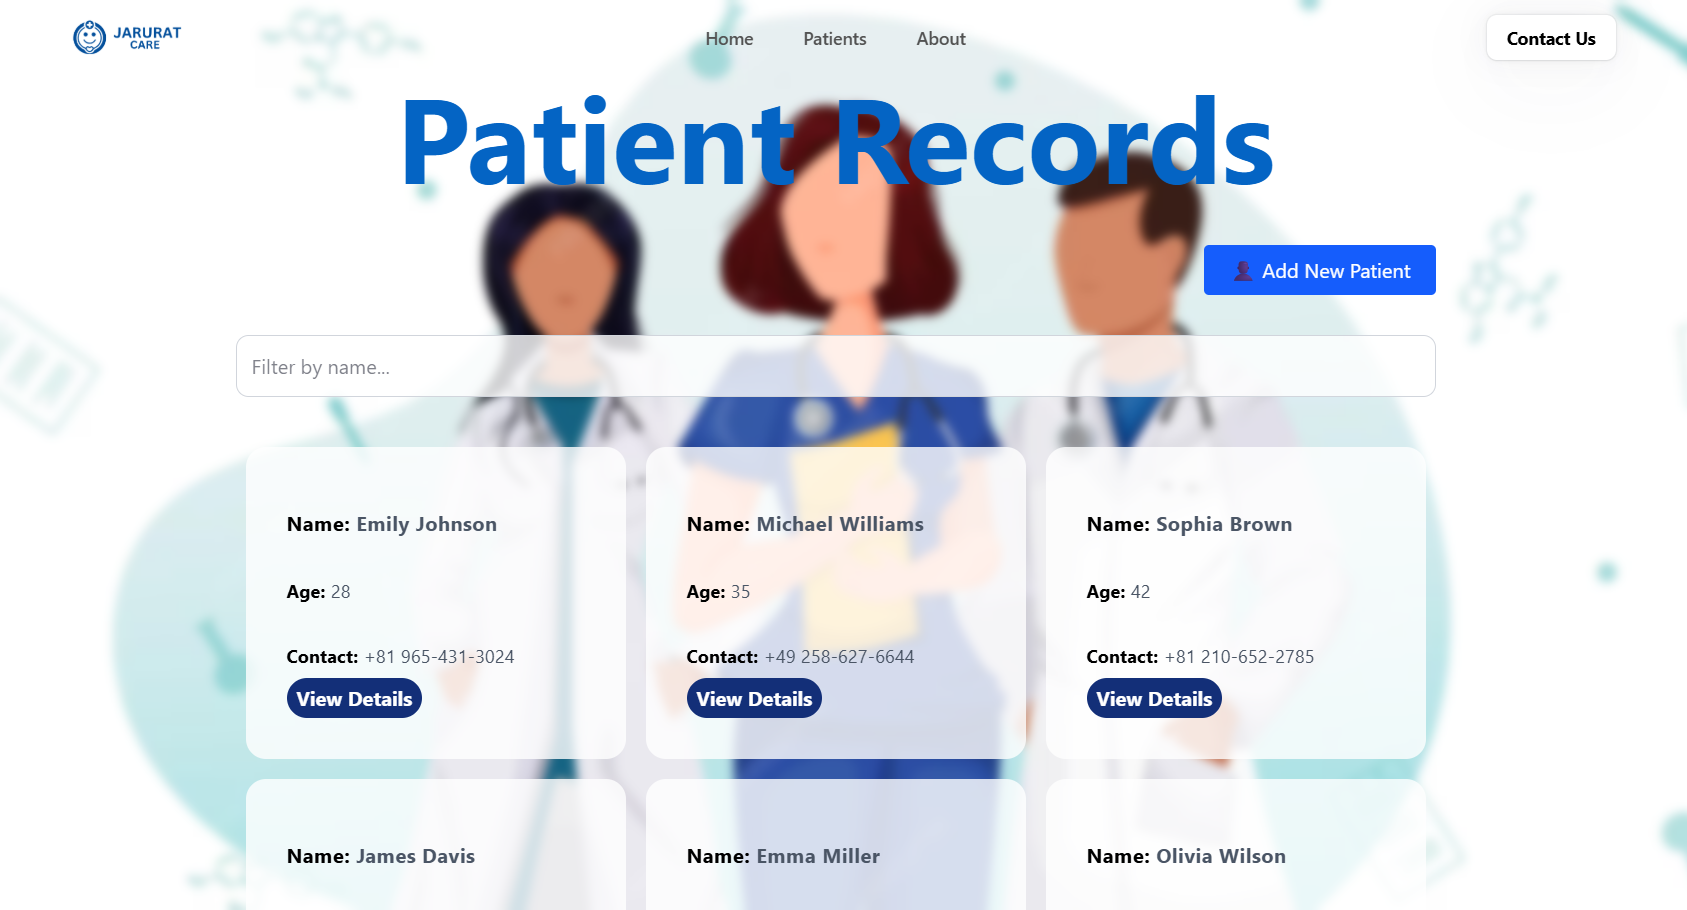 JARURAT
CARE
Home
Patients
About
Contact Us
Patient Records
Add New Patient
Filter by name...
Name: Emily Johnson
Age: 28
Contact: +81 965-431-3024
View Details
Name: Michael Williams
Age: 35
Contact: +49 258-627-6644
View Details
Name: Sophia Brown
Age: 42
Contact: +81 210-652-2785
View Details
Name: James Davis
Name: Emma Miller
Name: Olivia Wilson